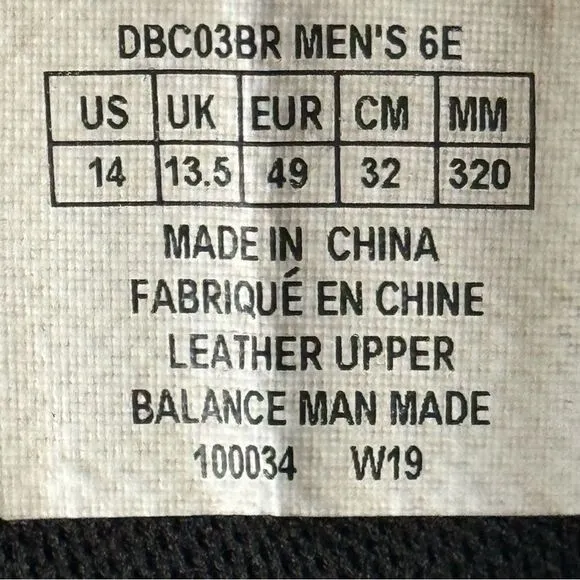 DBC03BR MEN'S 6E
US UK EUR CM MM
14 13.5 49 32 320
MADE IN CHINA
FABRIQUÉ EN CHINE
LEATHER UPPER
BALANCE MAN MADE
100034 W19